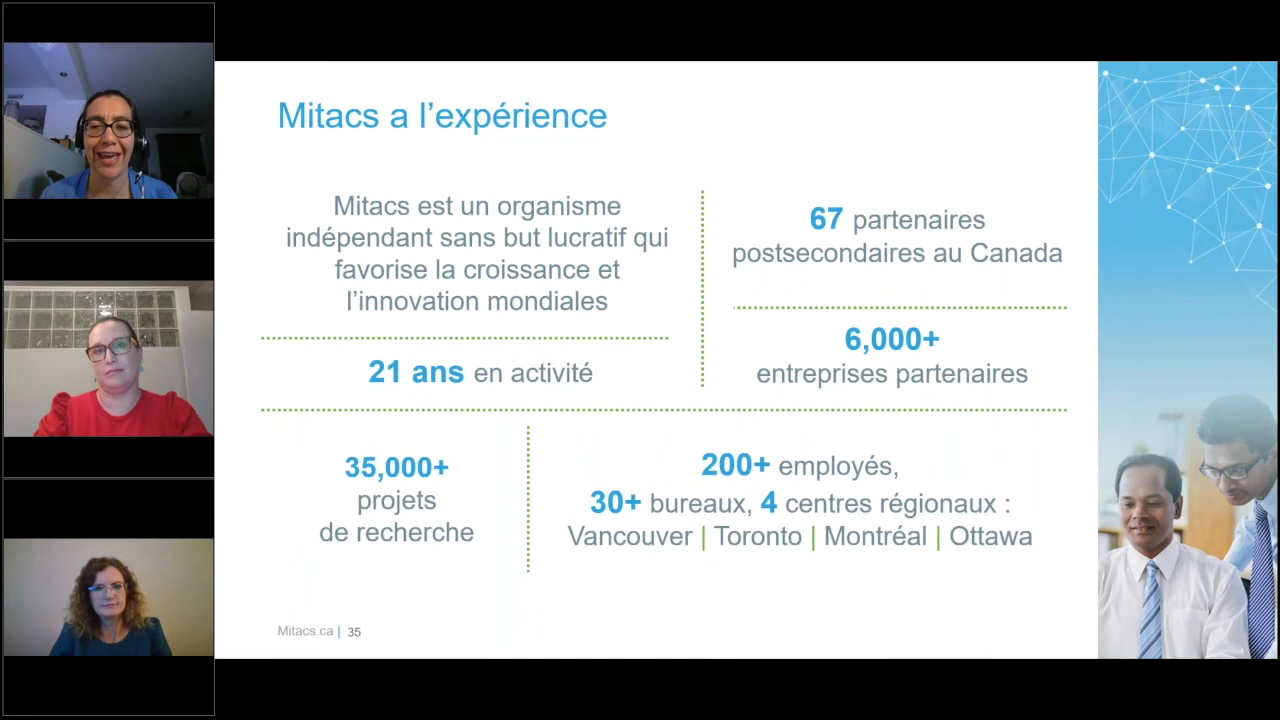 Mitacs a l’expérience
Mitacs est un organisme
indépendant sans but lucratif qui
favorise la croissance et
l’innovation mondiales
21 ans en activité
67 partenaires
postsecondaires au Canada
6,000+
entreprises partenaires
35,000+
projets
de recherche
200+ employés,
30+ bureaux, 4 centres régionaux :
Vancouver | Toronto | Montréal | Ottawa
Mitacs.ca | 35